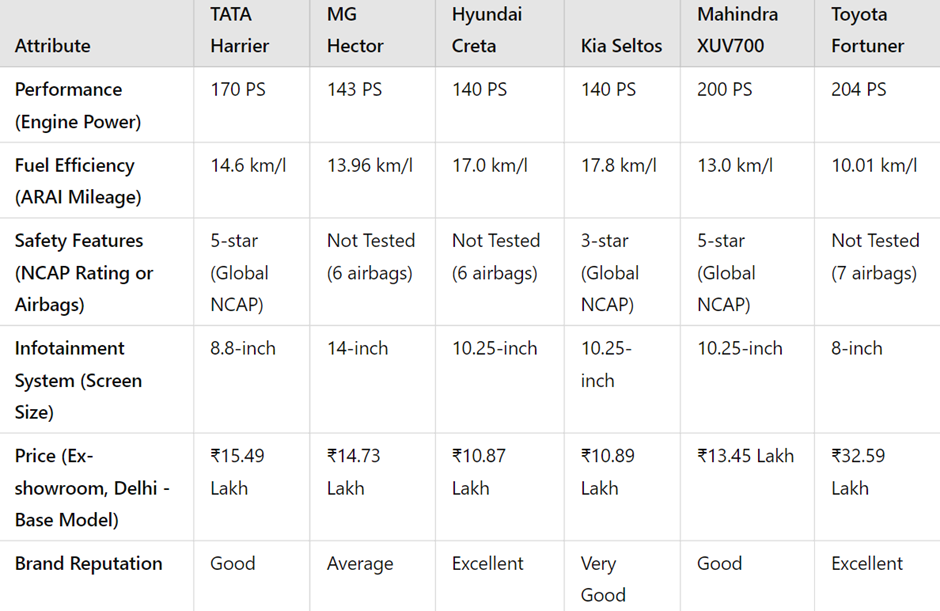 Attribute TATA Harrier MG Hector Hyundai Creta Kia Seltos Mahindra XUV700 Toyota Fortuner
Performance (Engine Power) 170 PS 143 PS 140 PS 140 PS 200 PS 204 PS
Fuel Efficiency (ARAI Mileage) 14.6 km/l 13.96 km/l 17.0 km/l 17.8 km/l 13.0 km/l 10.01 km/l
Safety Features (NCAP Rating or Airbags) 5-star (Global NCAP) Not Tested (6 airbags) Not Tested (6 airbags) 3-star (Global NCAP) 5-star (Global NCAP) Not Tested (7 airbags)
Infotainment System (Screen Size) 8.8-inch 14-inch 10.25-inch 10.25-inch 10.25-inch 8-inch
Price (Ex-showroom, Delhi - Base Model) ₹15.49 Lakh ₹14.73 Lakh ₹10.87 Lakh ₹10.89 Lakh ₹13.45 Lakh ₹32.59 Lakh
Brand Reputation Good Average Excellent Very Good Good Excellent